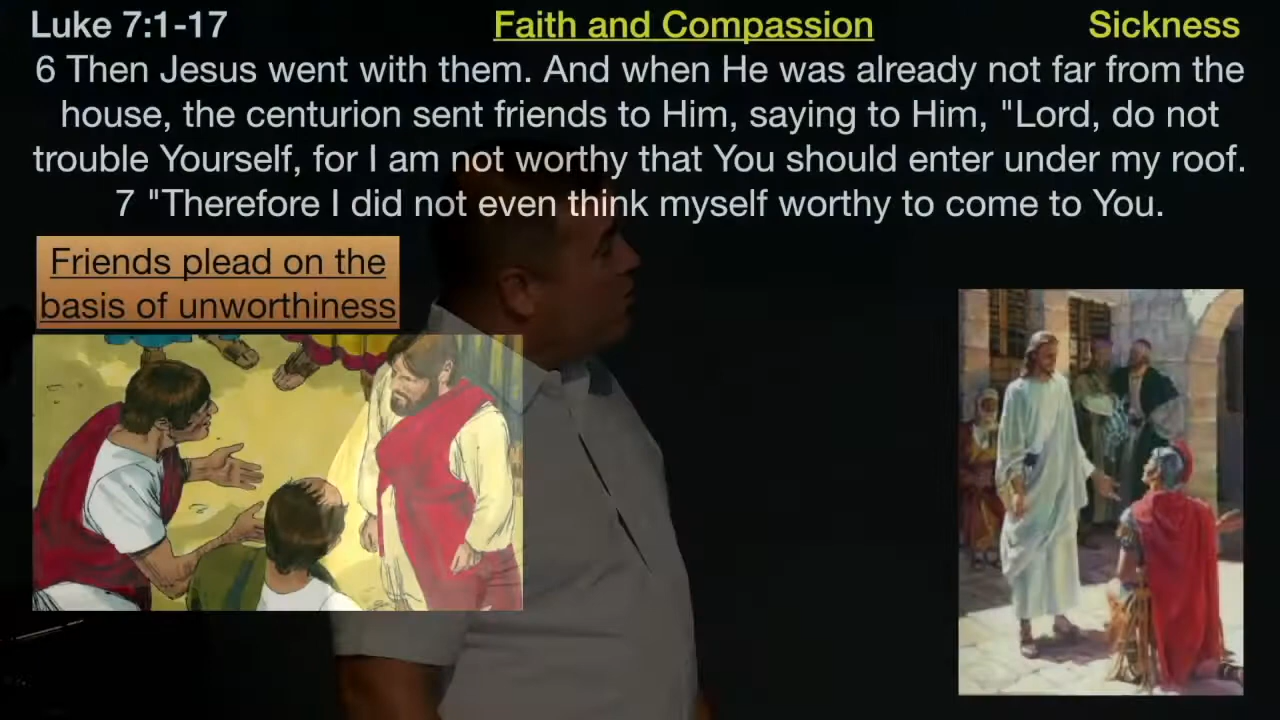 Luke 7:1-17 Faith and Compassion Sickness
6 Then Jesus went with them. And when He was already not far from the
house, the centurion sent friends to Him, saying to Him, "Lord, do not
trouble Yourself, for I am not worthy that You should enter under my roof.
7 "Therefore I did not even think myself worthy to come to You.
Friends plead on the
basis of unworthiness